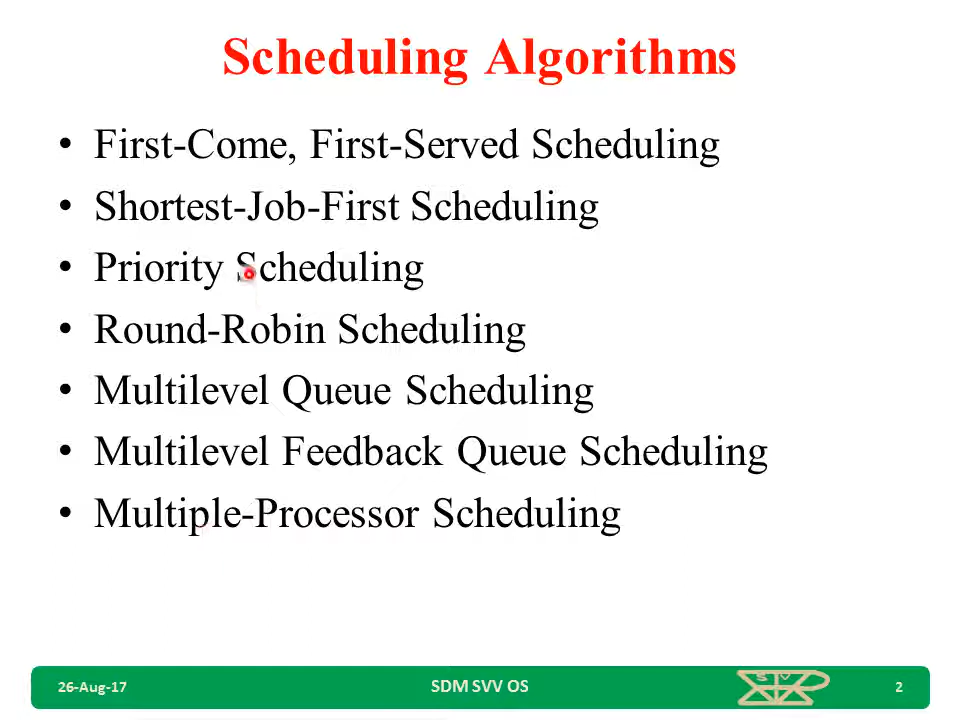 Scheduling Algorithms
• First-Come, First-Served Scheduling
• Shortest-Job-First Scheduling
• Priority Scheduling
• Round-Robin Scheduling
• Multilevel Queue Scheduling
• Multilevel Feedback Queue Scheduling
• Multiple-Processor Scheduling
26-Aug-17 SDM SVV OS 2